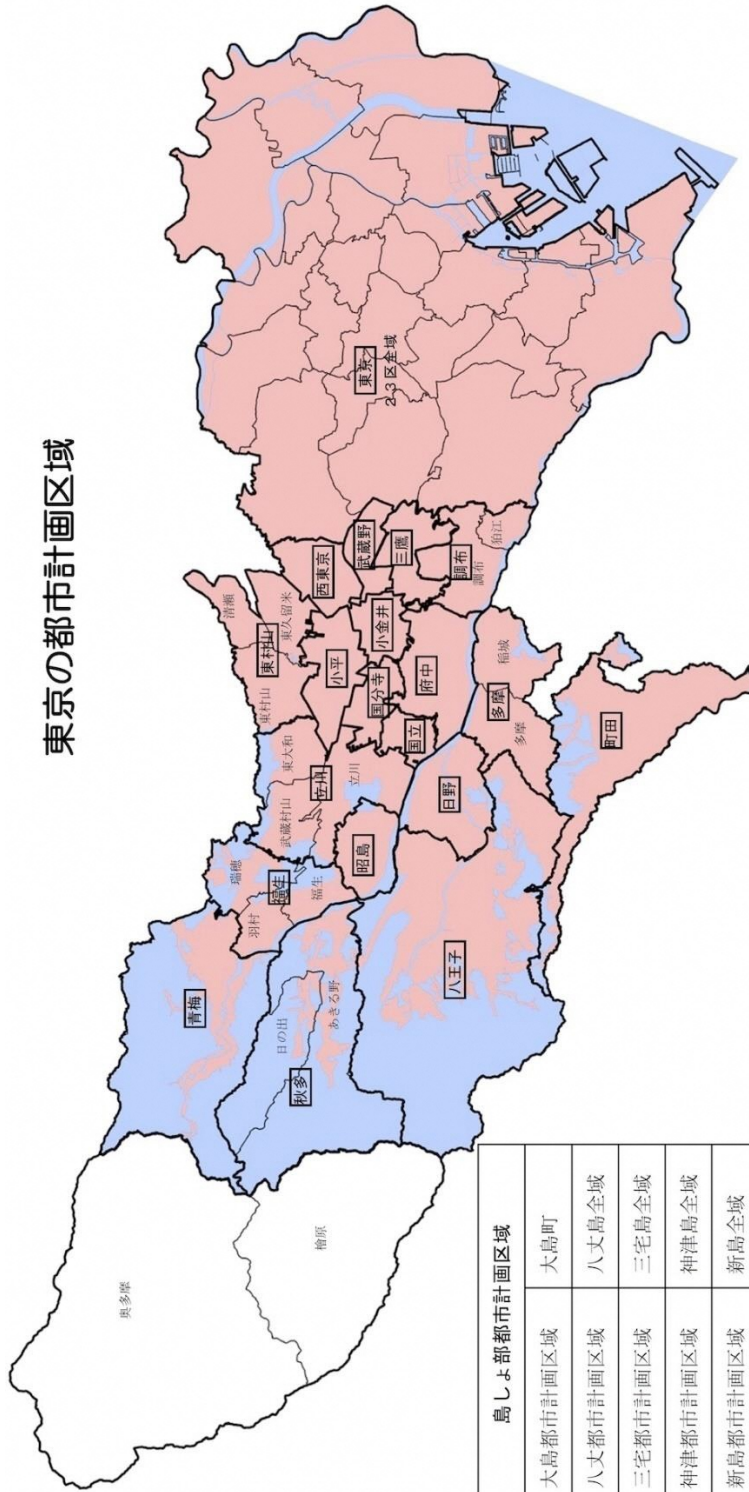 東京の都市計画区域
奥多摩
檜原
青梅
日の出
秋多
あきる野
八王子
瑞穂
羽村
福生
福生
昭島
武蔵村山
東大和
立川
立川
日野
東村山
東村山
清瀬
東久留米
小平
国分寺
国立
小金井
府中
西東京
武蔵野
三鷹
調布
調布
狛江
多摩
多摩
稲城
町田
東京
23区全域
島しょ部都市計画区域
大島都市計画区域 大島町
八丈都市計画区域 八丈島全域
三宅都市計画区域 三宅島全域
神津都市計画区域 神津島全域
新島都市計画区域 新島全域